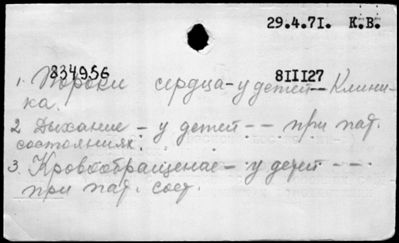 29.4.71. К.В.
834956 8III27
1. Пороки сердца - у детей - Клини-
ка.
2. Дыхание - у детей - - при пат.
состояниях.
3. Кровообращение - у детей - - -
при пат. сост.